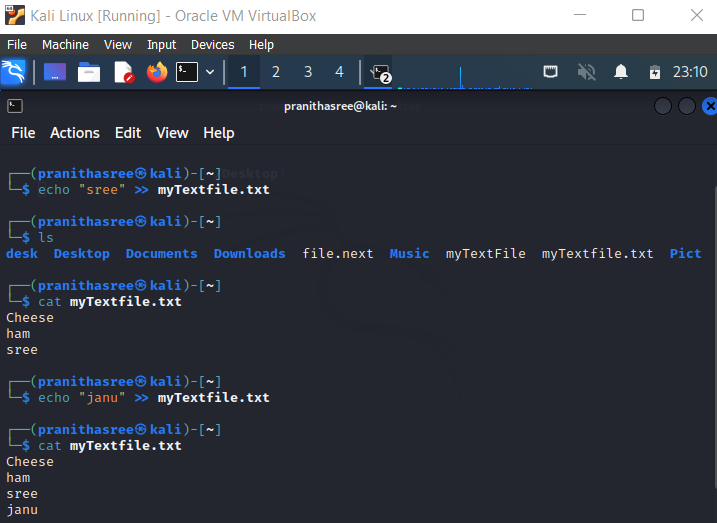 Kali Linux [Running] - Oracle VM VirtualBox
File Machine View Input Devices Help
1 2 3 4 2 23:10
pranithasree@kali: ~
File Actions Edit View Help
┌──(pranithasree㉿kali)-[~]
└─$ echo "sree" >> myTextfile.txt
┌──(pranithasree㉿kali)-[~]
└─$ ls
desk Desktop Documents Downloads file.next Music myTextFile myTextfile.txt Pict
┌──(pranithasree㉿kali)-[~]
└─$ cat myTextfile.txt
Cheese
ham
sree
┌──(pranithasree㉿kali)-[~]
└─$ echo "janu" >> myTextfile.txt
┌──(pranithasree㉿kali)-[~]
└─$ cat myTextfile.txt
Cheese
ham
sree
janu